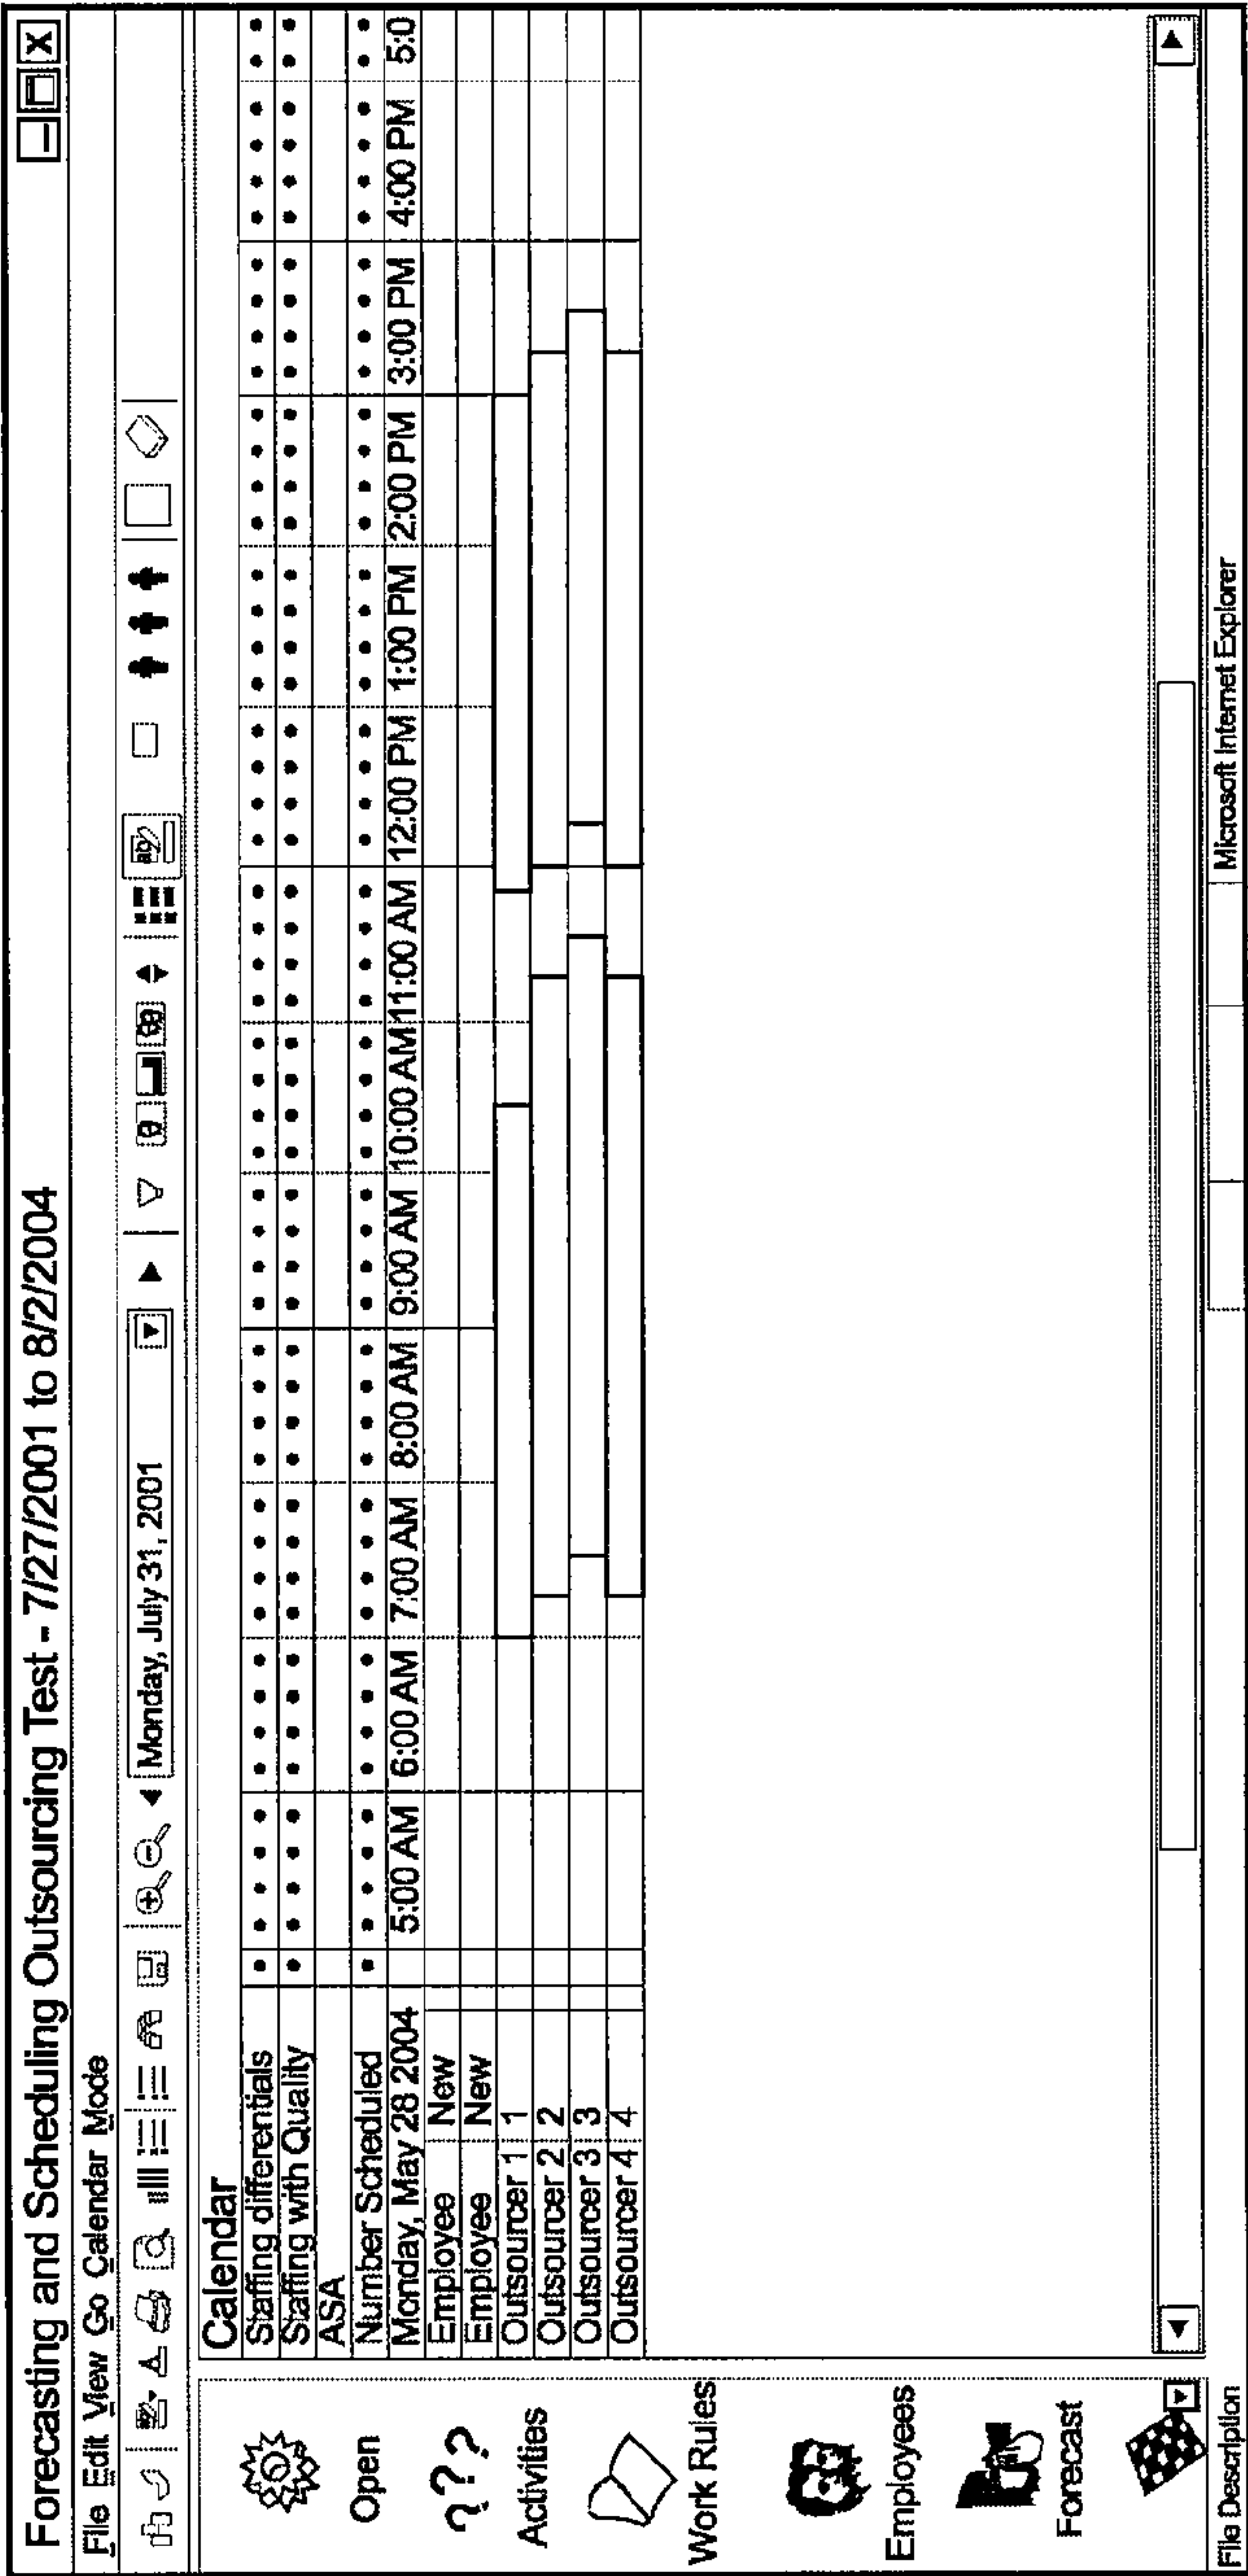 Forecasting and Scheduling Outsourcing Test - 7/27/2001 to 8/2/2004
File Edit View Go Calendar Mode
Monday, July 31, 2001
Calendar
Staffing differentials
Staffing with Quality
ASA
Number Scheduled
Monday, May 28 2004 5:00 AM 6:00 AM 7:00 AM 8:00 AM 9:00 AM 10:00 AM 11:00 AM 12:00 PM 1:00 PM 2:00 PM 3:00 PM 4:00 PM 5:0
Employee New
Employee New
Outsourcer 1 1
Outsourcer 2 2
Outsourcer 3 3
Outsourcer 4 4
Open
???
Activities
Work Rules
Employees
Forecast
File Description
Microsoft Internet Explorer